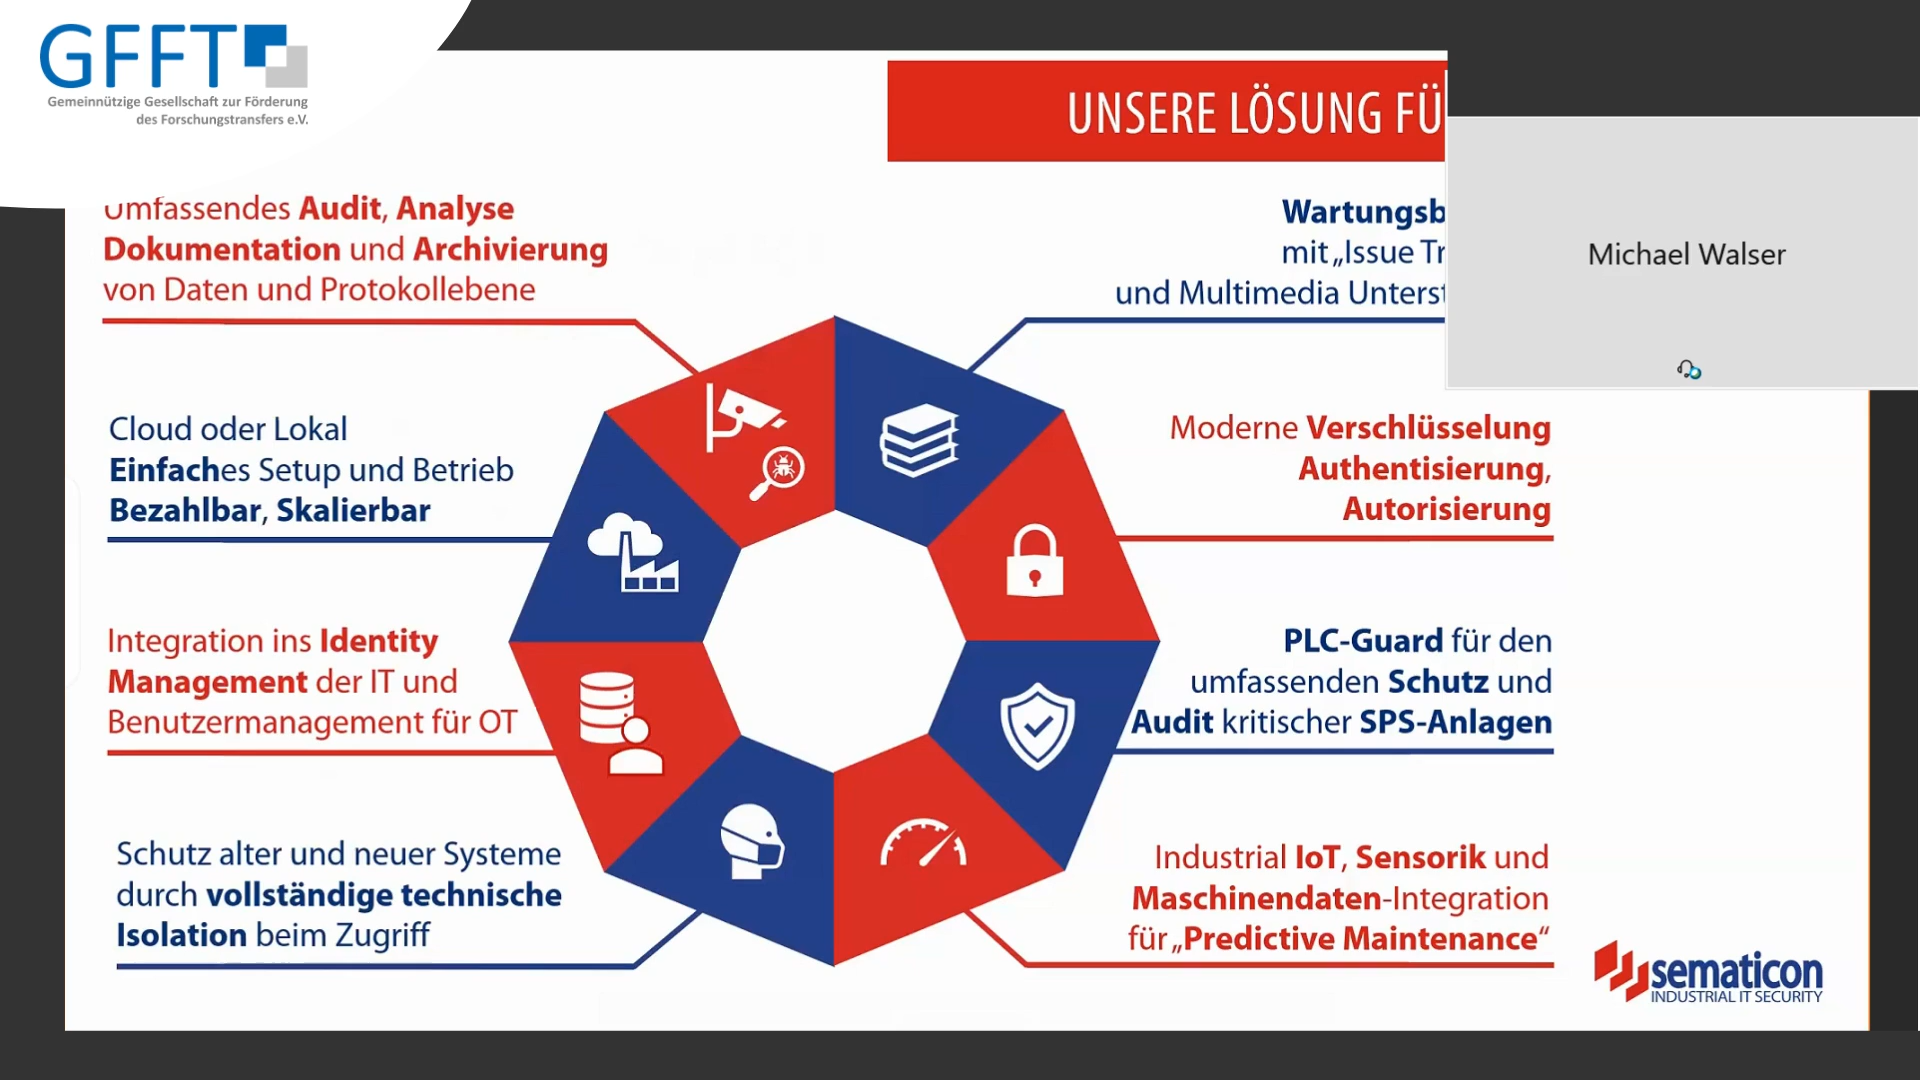 GFFT
Gemeinnützige Gesellschaft zur Förderung
des Forschungstransfers e.V.
UNSERE LÖSUNG FÜ
Michael Walser
Umfassendes Audit, Analyse
Dokumentation und Archivierung
von Daten und Protokollebene
Cloud oder Lokal
Einfaches Setup und Betrieb
Bezahlbar, Skalierbar
Integration ins Identity
Management der IT und
Benutzermanagement für OT
Schutz alter und neuer Systeme
durch vollständige technische
Isolation beim Zugriff
Wartungsb
mit „Issue Tr
und Multimedia Unterst
Moderne Verschlüsselung
Authentisierung,
Autorisierung
PLC-Guard für den
umfassenden Schutz und
Audit kritischer SPS-Anlagen
Industrial IoT, Sensorik und
Maschinendaten-Integration
für „Predictive Maintenance“
sematicon
INDUSTRIAL IT SECURITY